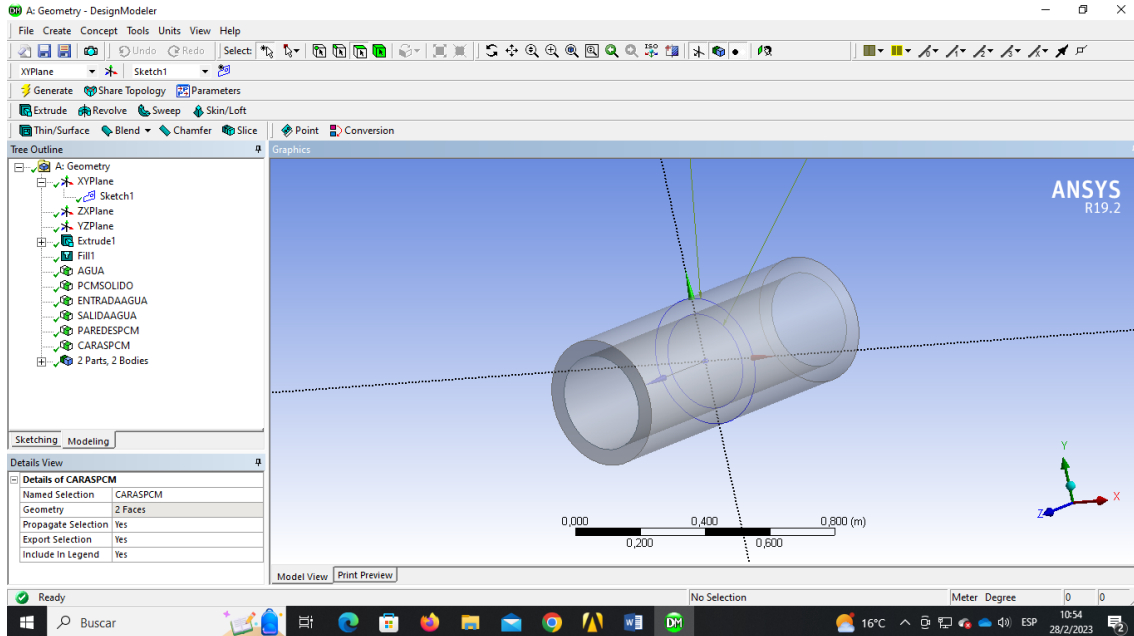 A: Geometry - DesignModeler
File Create Concept Tools Units View Help
Undo Redo Select:
ISO
XYPlane Sketch1
Generate Share Topology Parameters
Extrude Revolve Sweep Skin/Loft
Thin/Surface Blend Chamfer Slice Point Conversion
Tree Outline
Graphics
A: Geometry
XYPlane
Sketch1
ZXPlane
YZPlane
Extrude1
Fill1
AGUA
PCMSOLIDO
ENTRADAAGUA
SALIDAAGUA
PAREDESPCM
CARASPCM
2 Parts, 2 Bodies
ANSYS
R19.2
Sketching Modeling
Details View
Details of CARASPCM
Named Selection CARASPCM
Geometry 2 Faces
Propagate Selection Yes
Export Selection Yes
Include In Legend Yes
Y
X
Z
0,000 0,400 0,800 (m)
0,200 0,600
Model View Print Preview
Ready No Selection Meter Degree 0 0
Buscar DM 16°C ESP 10:54
28/2/2023 2